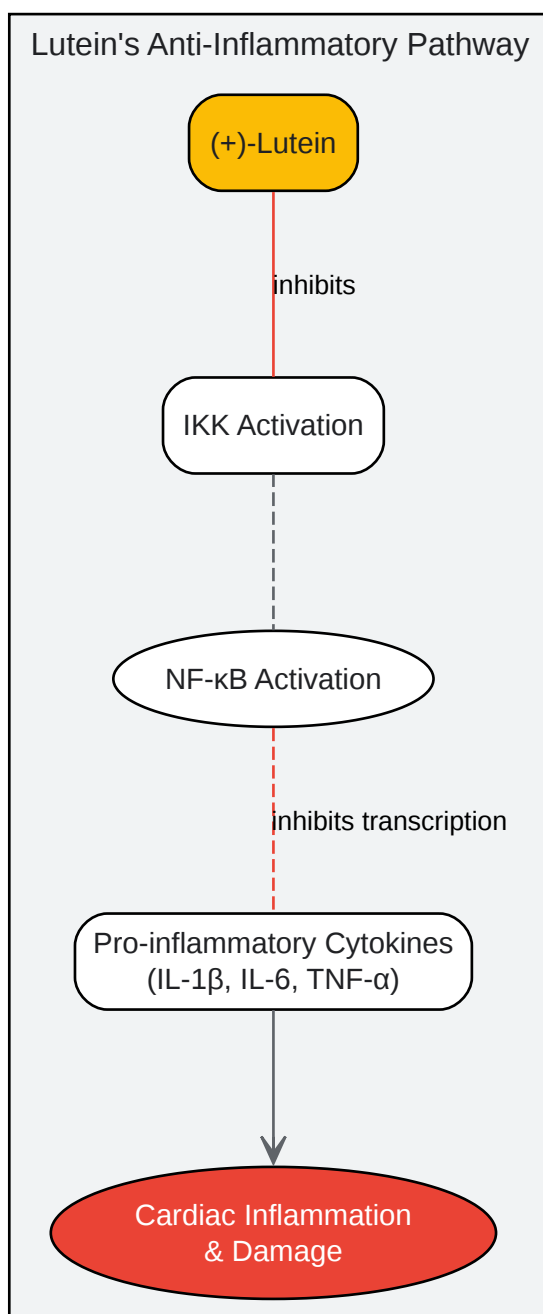 Lutein's Anti-Inflammatory Pathway
(+)-Lutein
inhibits
IKK Activation
NF-κB Activation
inhibits transcription
Pro-inflammatory Cytokines
(IL-1β, IL-6, TNF-α)
Cardiac Inflammation
& Damage